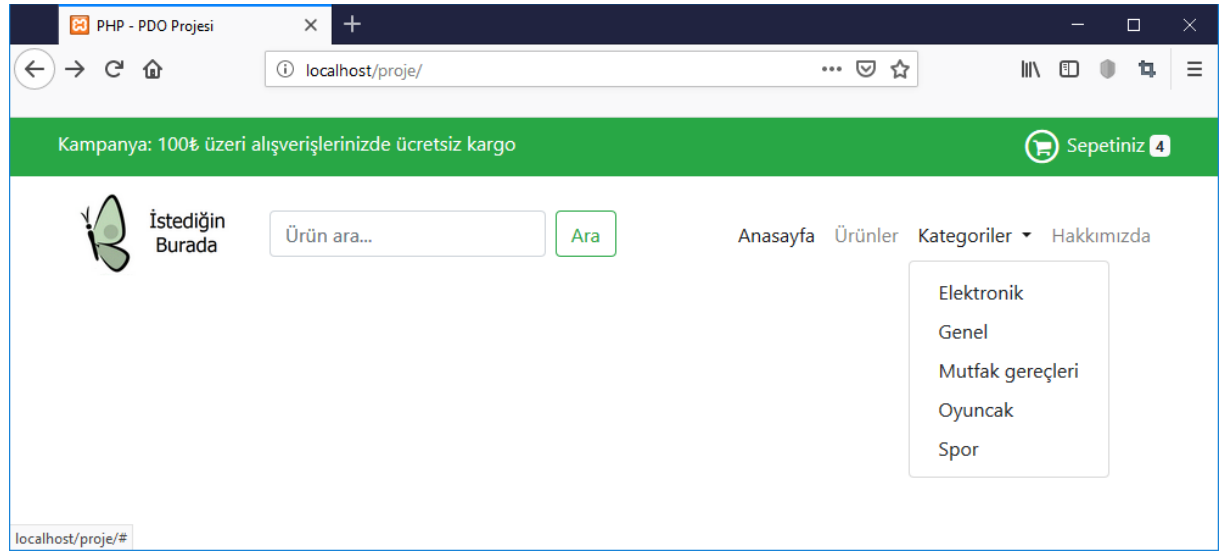 PHP - PDO Projesi
localhost/proje/
Kampanya: 100₺ üzeri alışverişlerinizde ücretsiz kargo
Sepetiniz 4
İstediğin
Burada
Ürün ara...
Ara
Anasayfa Ürünler Kategoriler Hakkımızda
Elektronik
Genel
Mutfak gereçleri
Oyuncak
Spor
localhost/proje/#